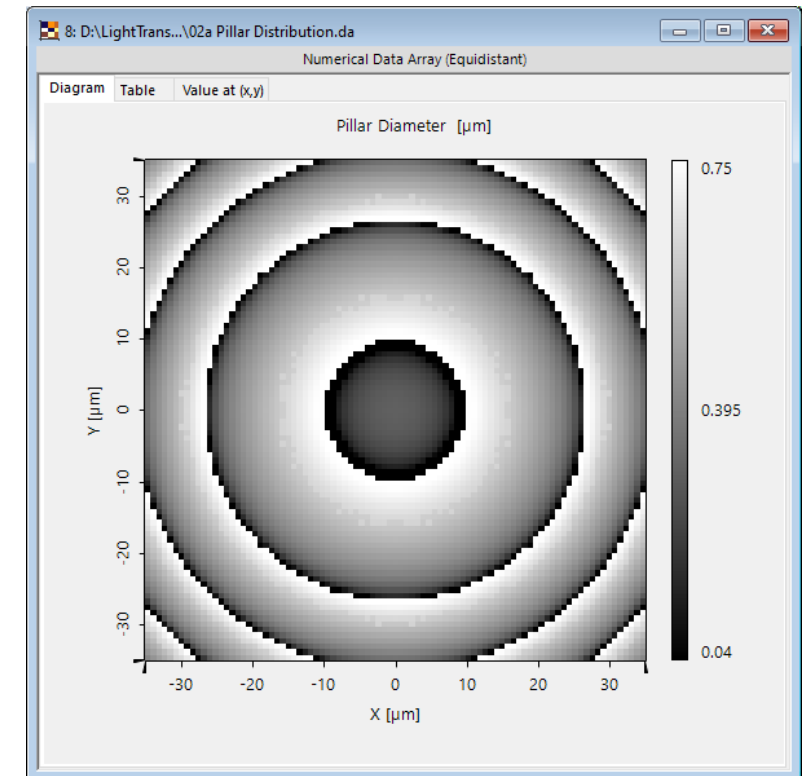 8: D:\LightTrans...\02a Pillar Distribution.da
Numerical Data Array (Equidistant)
Diagram Table Value at (x,y)
Pillar Diameter [µm]
0.75
0.395
0.04
30
20
10
0
-10
-20
-30
Y [µm]
-30 -20 -10 0 10 20 30
X [µm]